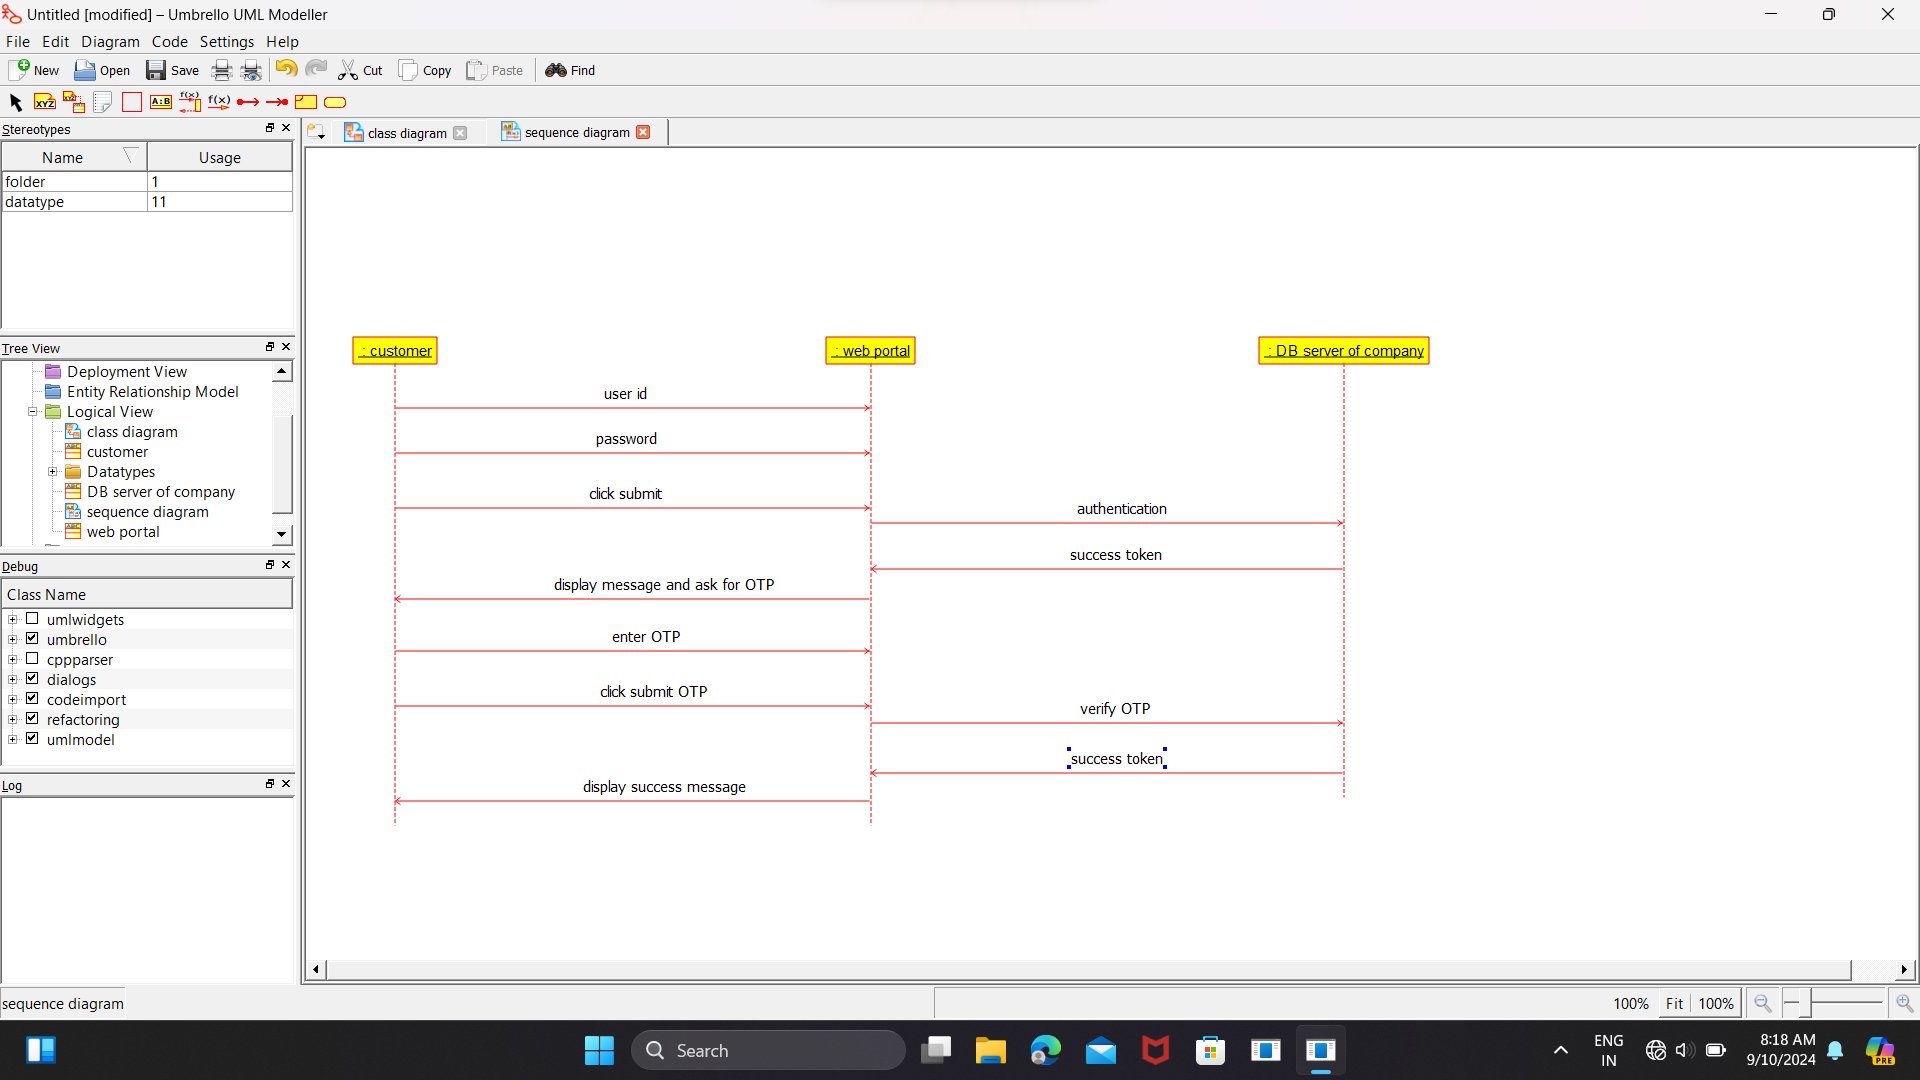 Untitled [modified] – Umbrello UML Modeller
File Edit Diagram Code Settings Help
New Open Save Cut Copy Paste Find
XYZ XYZ A:B f(x) f(x)
Stereotypes
class diagram sequence diagram
Name Usage
folder 1
datatype 11
Tree View
Deployment View
Entity Relationship Model
Logical View
class diagram
customer
Datatypes
DB server of company
sequence diagram
web portal
Debug
Class Name
umlwidgets
umbrello
cppparser
dialogs
codeimport
refactoring
umlmodel
Log
: customer : web portal : DB server of company
user id
password
click submit
authentication
success token
display message and ask for OTP
enter OTP
click submit OTP
verify OTP
success token
display success message
sequence diagram 100% Fit 100%
Search
ENG
IN
8:18 AM
9/10/2024
PRE